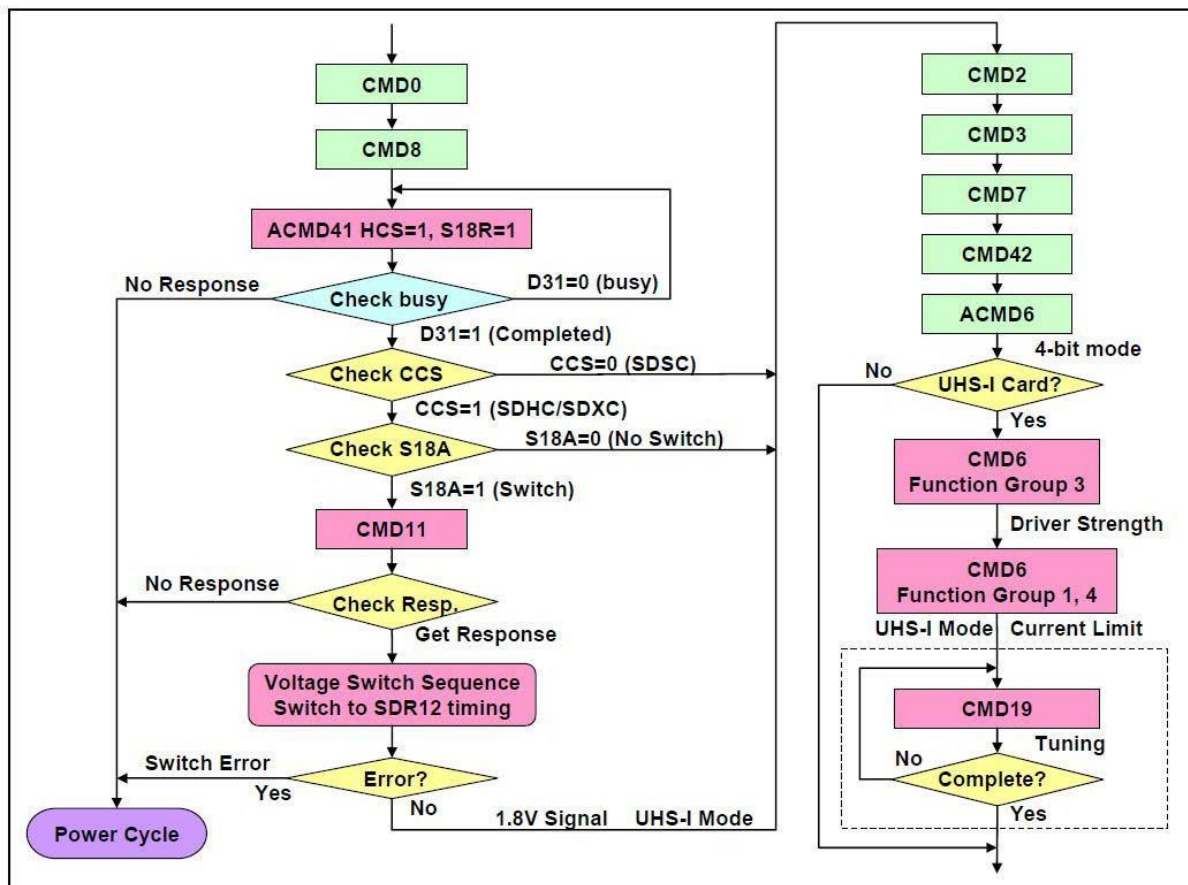 CMD0
CMD8
ACMD41 HCS=1, S18R=1
No Response
Check busy
D31=0 (busy)
D31=1 (Completed)
Check CCS
CCS=0 (SDSC)
CCS=1 (SDHC/SDXC)
Check S18A
S18A=0 (No Switch)
S18A=1 (Switch)
CMD11
No Response
Check Resp.
Get Response
Voltage Switch Sequence
Switch to SDR12 timing
Switch Error
Yes
Error?
No
1.8V Signal UHS-I Mode
Power Cycle
CMD2
CMD3
CMD7
CMD42
ACMD6
4-bit mode
No
UHS-I Card?
Yes
CMD6
Function Group 3
Driver Strength
CMD6
Function Group 1, 4
UHS-I Mode Current Limit
CMD19
Tuning
No
Complete?
Yes